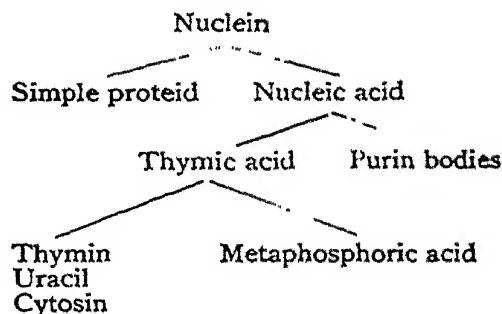 Nuclein
Simple proteid Nucleic acid
Thymic acid Purin bodies
Thymin Metaphosphoric acid
Uracil
Cytosin